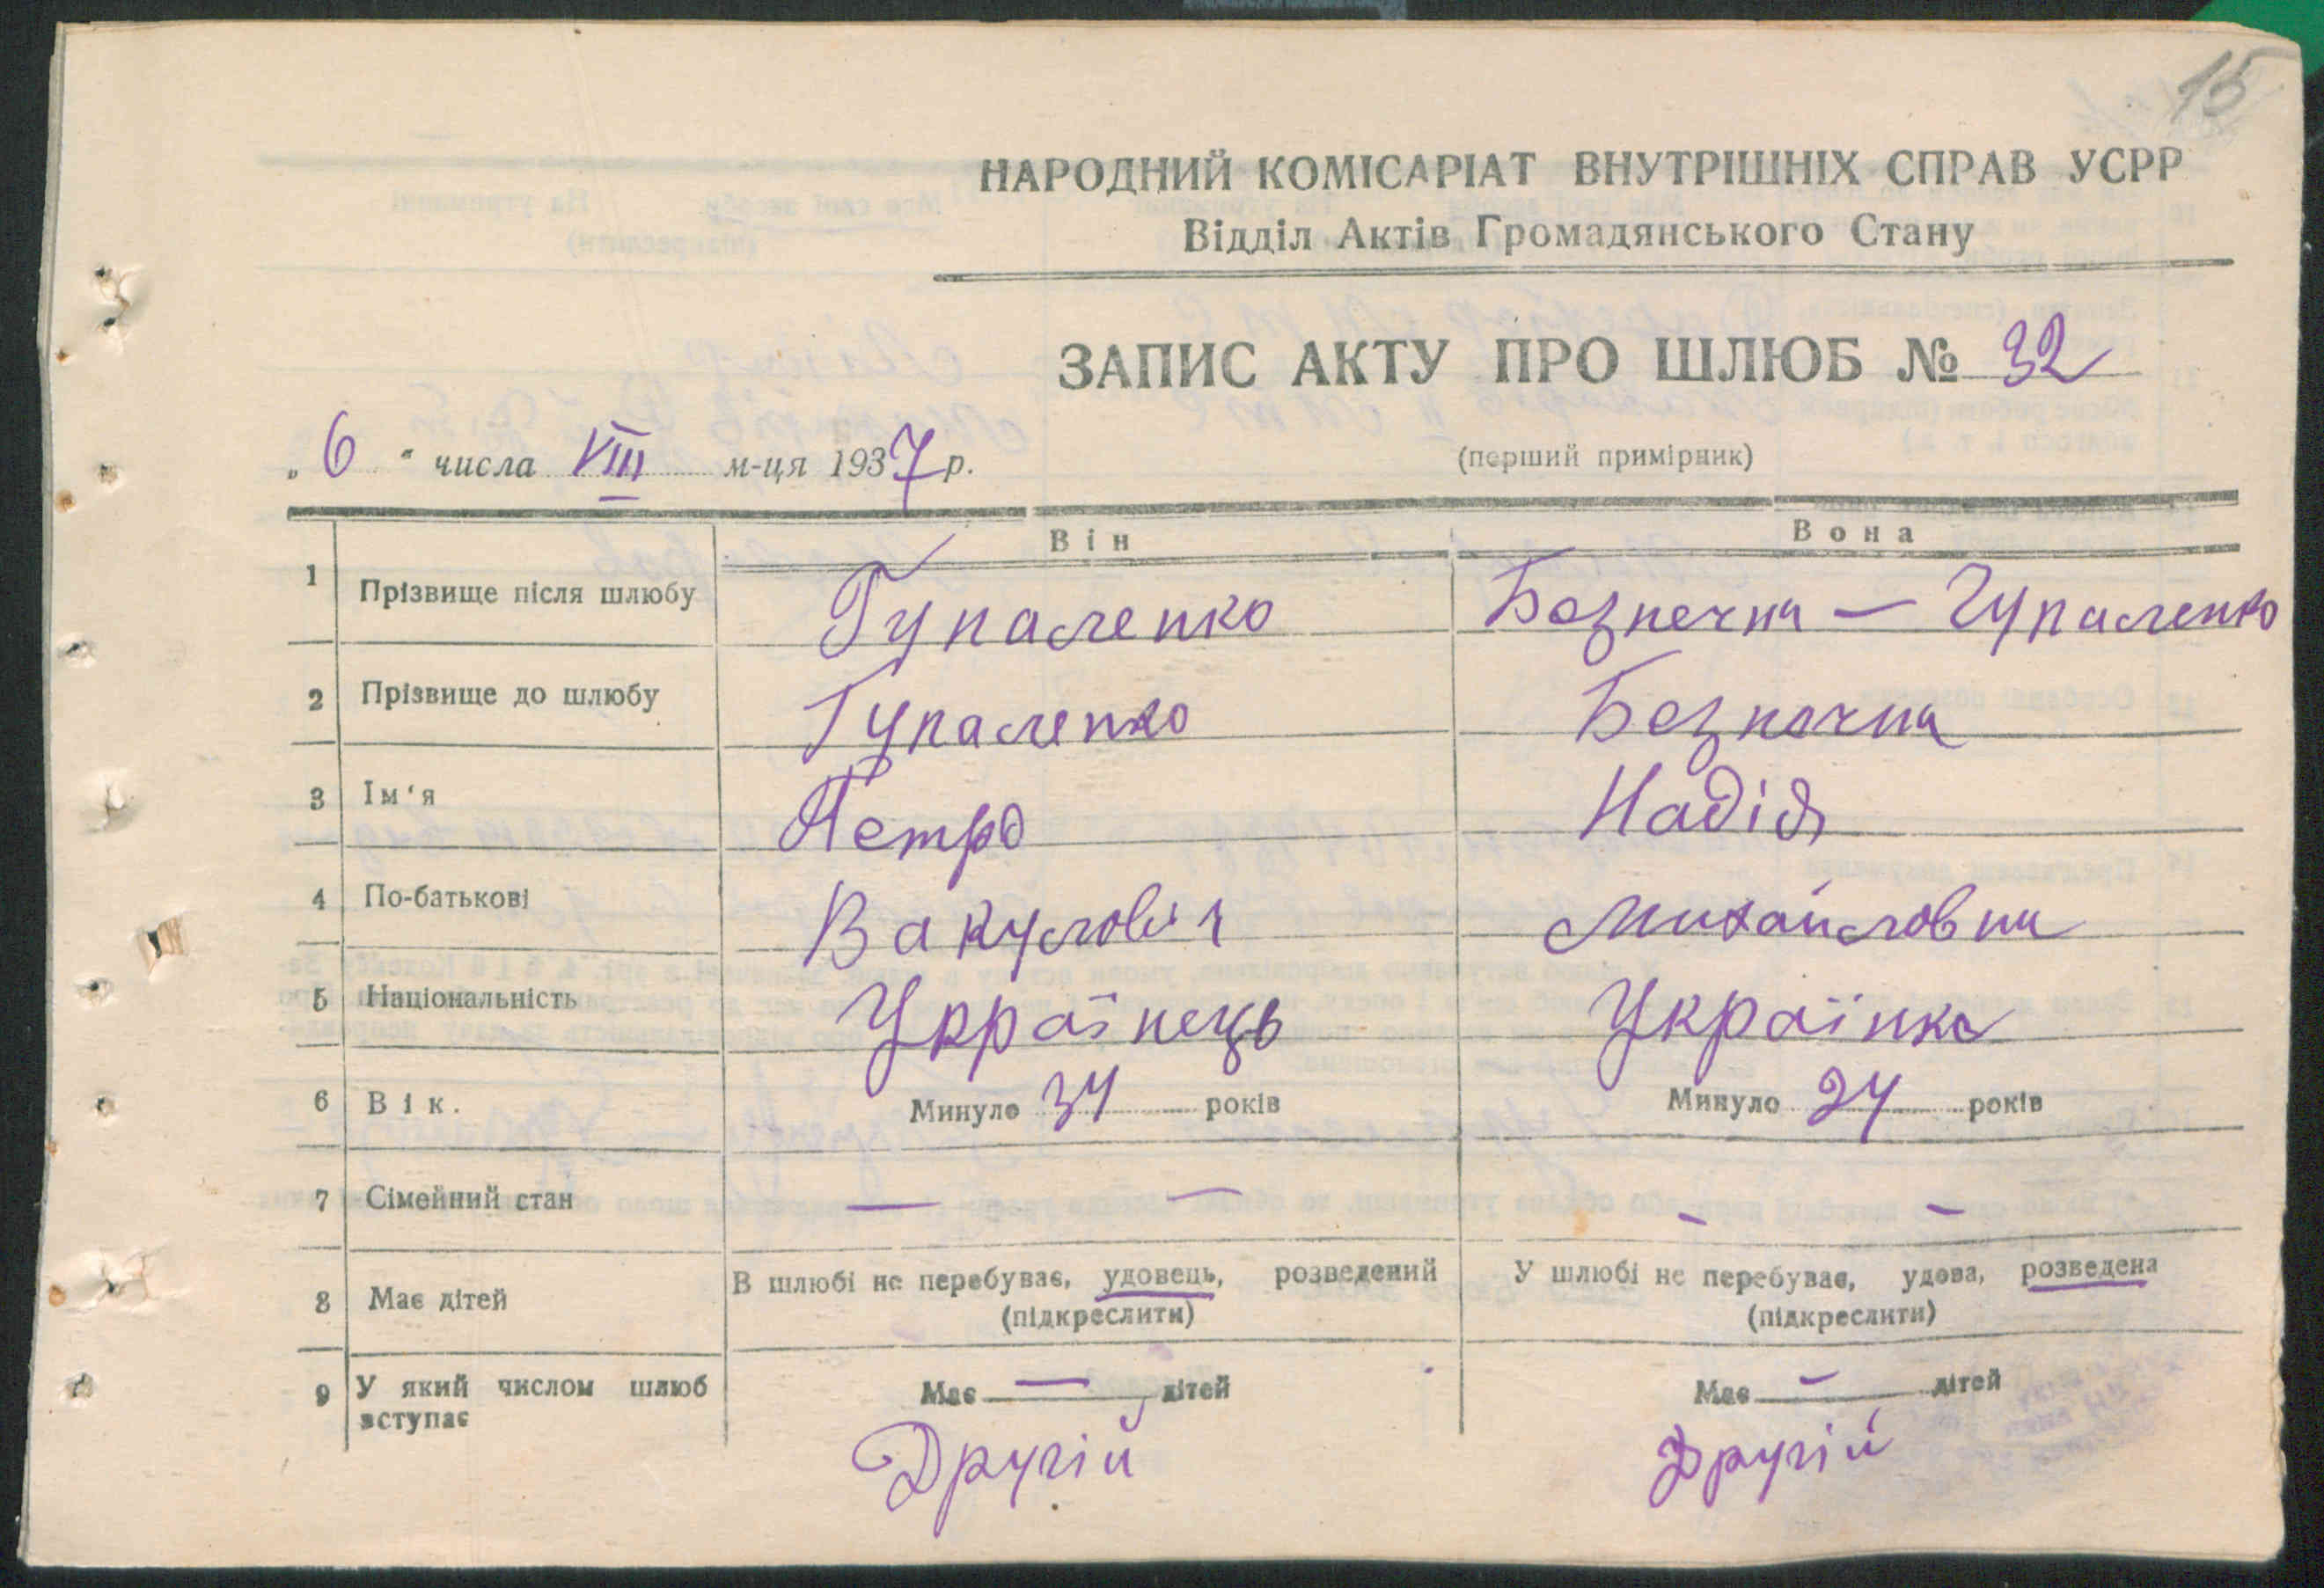 15
НАРОДНИЙ КОМІСАРІАТ ВНУТРІШНІХ СПРАВ УСРР
Відділ Актів Громадянського Стану
ЗАПИС АКТУ ПРО ШЛЮБ № 32
„ 6 “ числа VIII м-ця 1937 р.
(перший примірник)
Він Вона
1 Прізвище після шлюбу Гупаленко Безпечна — Гупаленко
2 Прізвище до шлюбу Гупаленко Безпечна
3 Ім‘я Петро Надія
4 По-батькові Вакулович Михайловна
5 Національність Українець Українка
6 Вік. Минуло 34 років Минуло 24 років
7 Сімейний стан — — - -
8 Має дітей В шлюбі не перебуває, удовець, розведений У шлюбі не перебуває, удова, розведена
(підкреслити) (підкреслити)
9 У який числом шлюб Має — дітей Має — дітей
вступає
Другій Другій